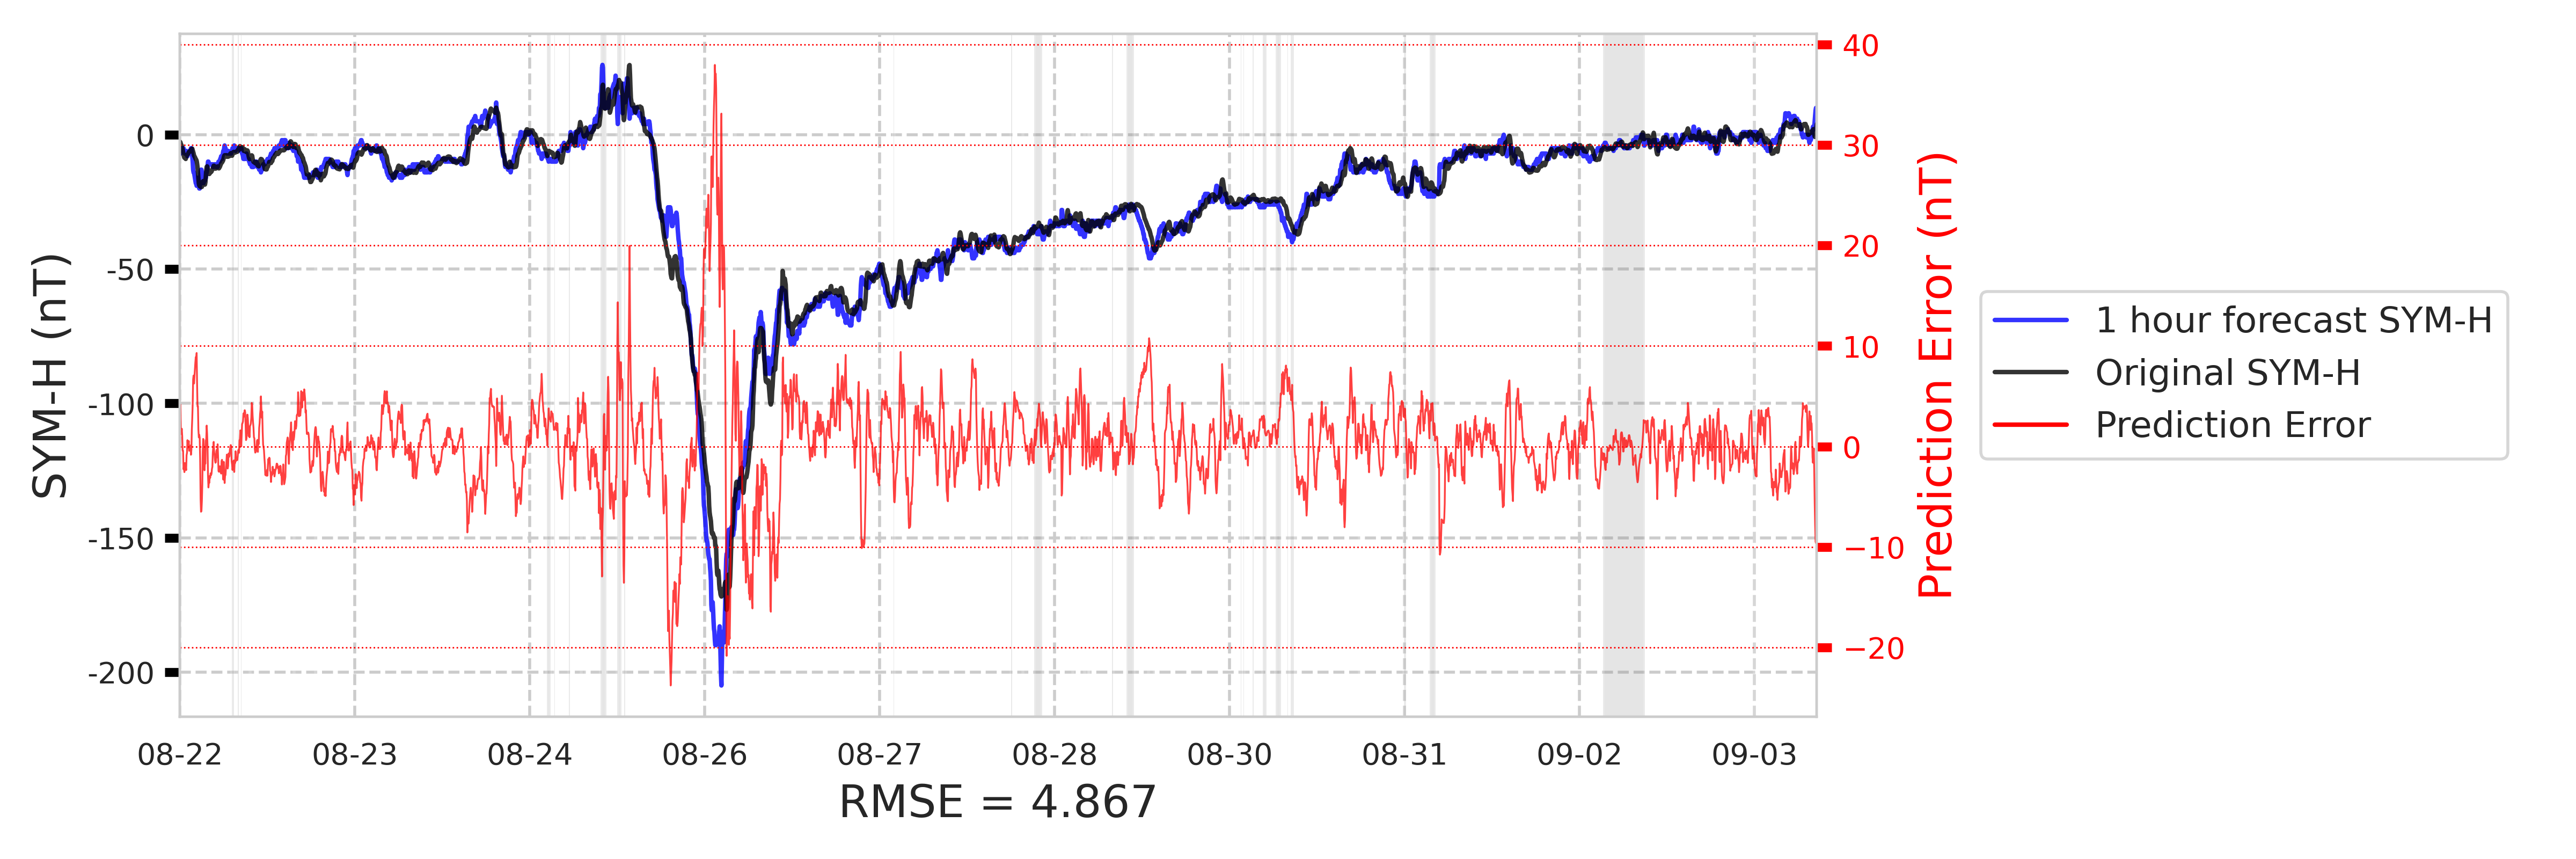 SYM-H (nT)
0
-50
-100
-150
-200
40
30
20
10
0
−10
−20
Prediction Error (nT)
08-22 08-23 08-24 08-26 08-27 08-28 08-30 08-31 09-02 09-03
RMSE = 4.867
1 hour forecast SYM-H
Original SYM-H
Prediction Error